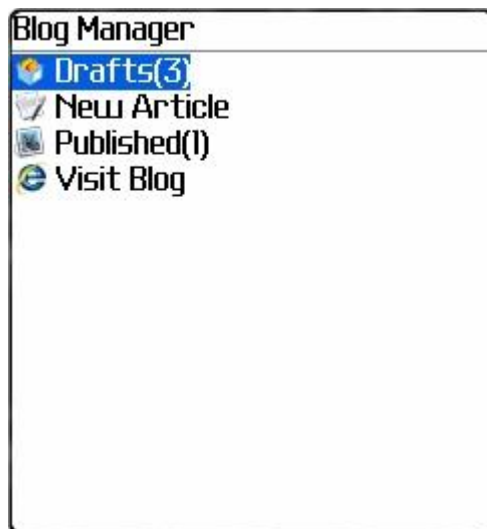 Blog Manager
Drafts(3)
New Article
Published(1)
Visit Blog